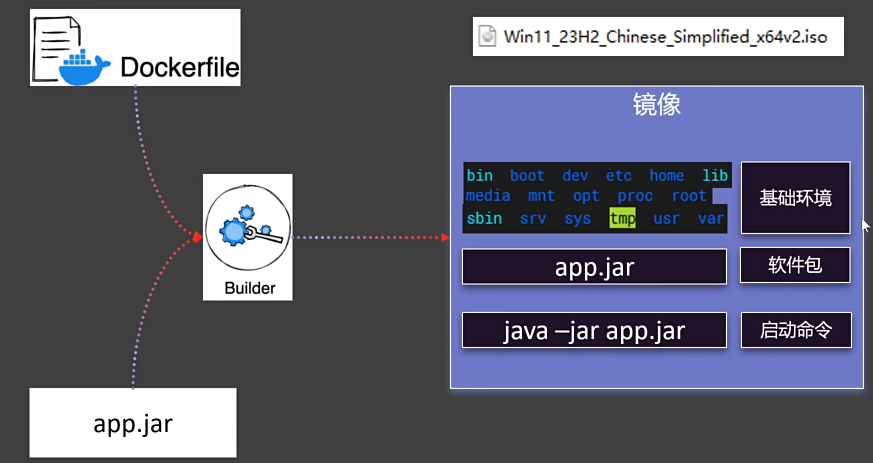 Dockerfile
Win11_23H2_Chinese_Simplified_x64v2.iso
镜像
bin boot dev etc home lib
media mnt opt proc root
sbin srv sys tmp usr var
基础环境
Builder
app.jar
软件包
java –jar app.jar
启动命令
app.jar